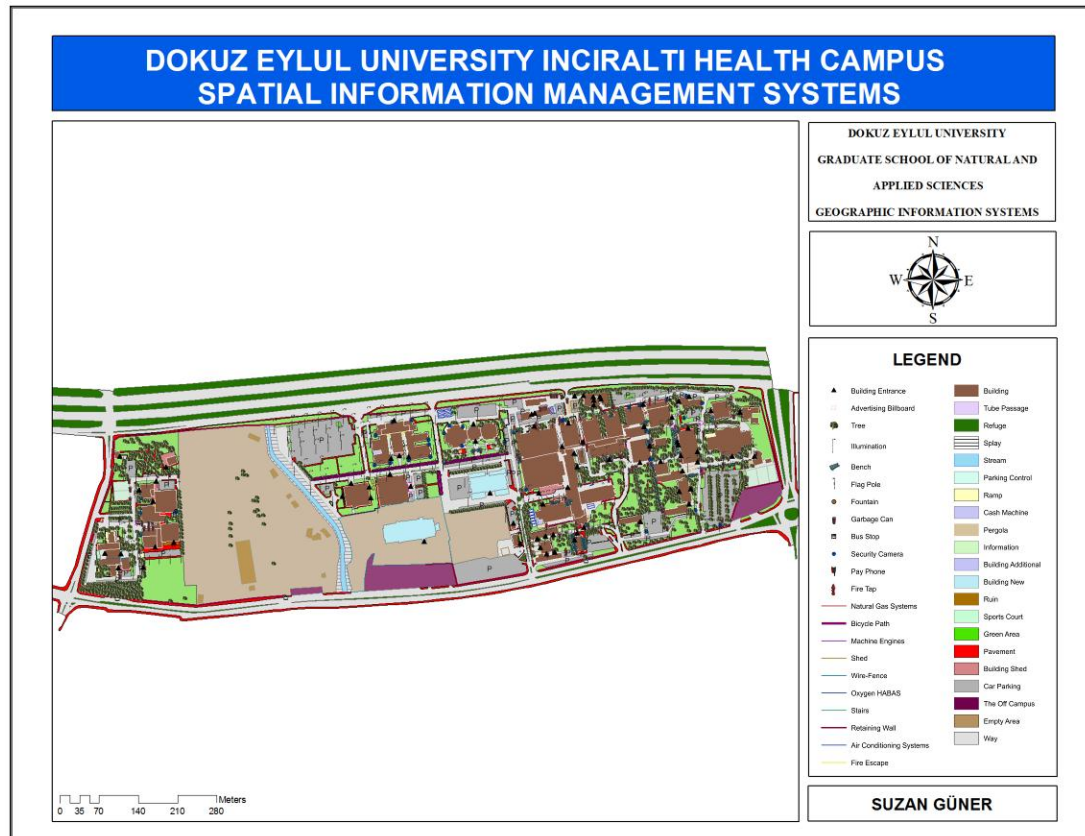 DOKUZ EYLUL UNIVERSITY INCIRALTI HEALTH CAMPUS
SPATIAL INFORMATION MANAGEMENT SYSTEMS
DOKUZ EYLUL UNIVERSITY
GRADUATE SCHOOL OF NATURAL AND
APPLIED SCIENCES
GEOGRAPHIC INFORMATION SYSTEMS
N
W E
S
LEGEND
Building Entrance
Advertising Billboard
Tree
Illumination
Bench
Flag Pole
Fountain
Garbage Can
Bus Stop
Security Camera
Pay Phone
Fire Tap
Natural Gas Systems
Bicycle Path
Machine Engines
Shed
Wire-Fence
Oxygen HABAS
Stairs
Retaining Wall
Air Conditioning Systems
Fire Escape
Building
Tube Passage
Refuge
Splay
Stream
Parking Control
Ramp
Cash Machine
Pergola
Information
Building Additional
Building New
Ruin
Sports Court
Green Area
Pavement
Building Shed
Car Parking
The Off Campus
Empty Area
Way
Meters
0 35 70 140 210 280
SUZAN GÜNER